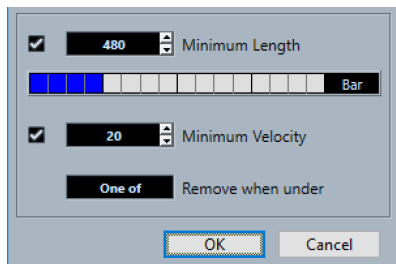 480 Minimum Length
Bar
20 Minimum Velocity
One of Remove when under
OK Cancel